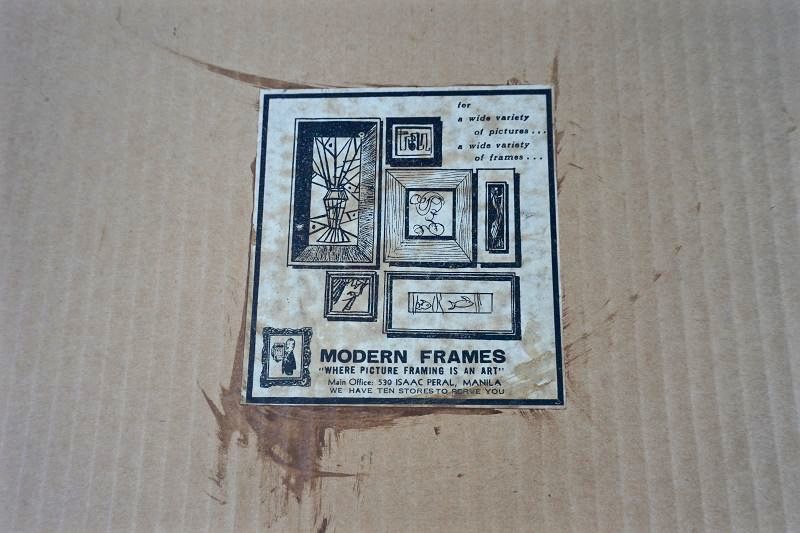 for
a wide variety
of pictures...
a wide variety
of frames...
MODERN FRAMES
"WHERE PICTURE FRAMING IS AN ART"
Main Office: 530 ISAAC PERAL, MANILA
WE HAVE TEN STORES TO SERVE YOU